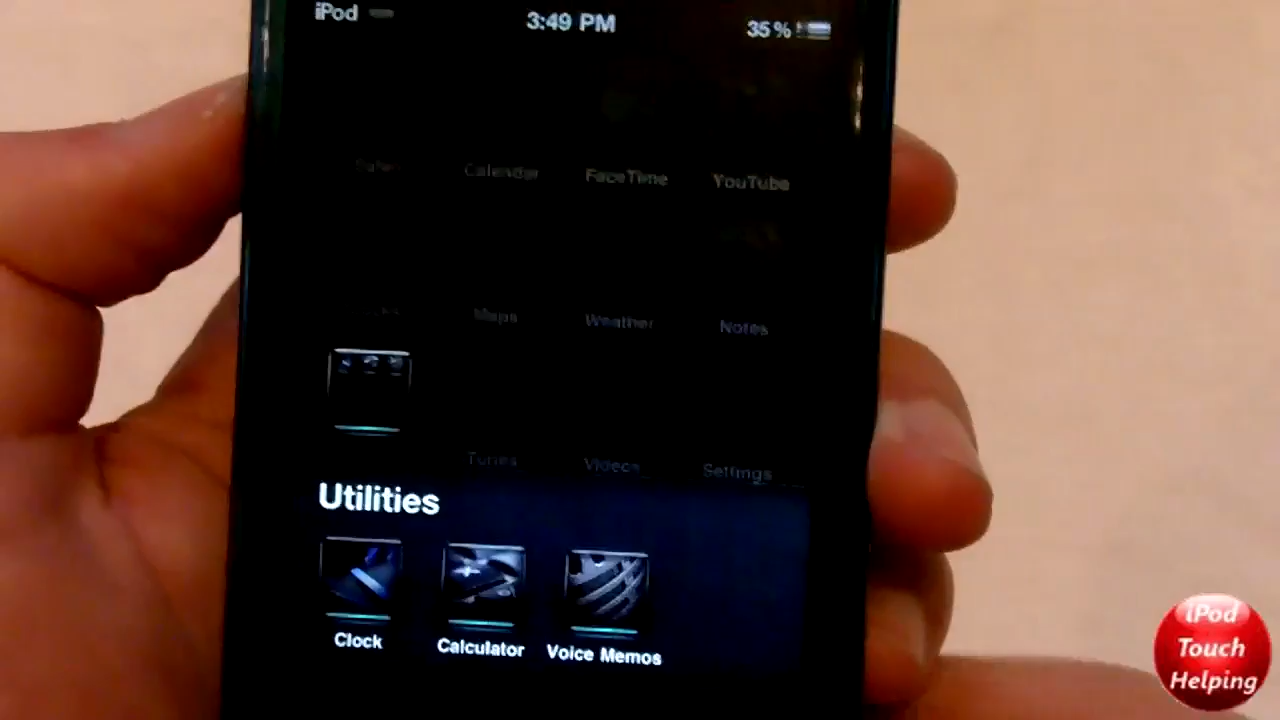 iPod 3:49 PM 35%
Calendar FaceTime YouTube
Maps Weather Notes
Videos Settings
Utilities
Clock Calculator Voice Memos
iPod
Touch
Helping